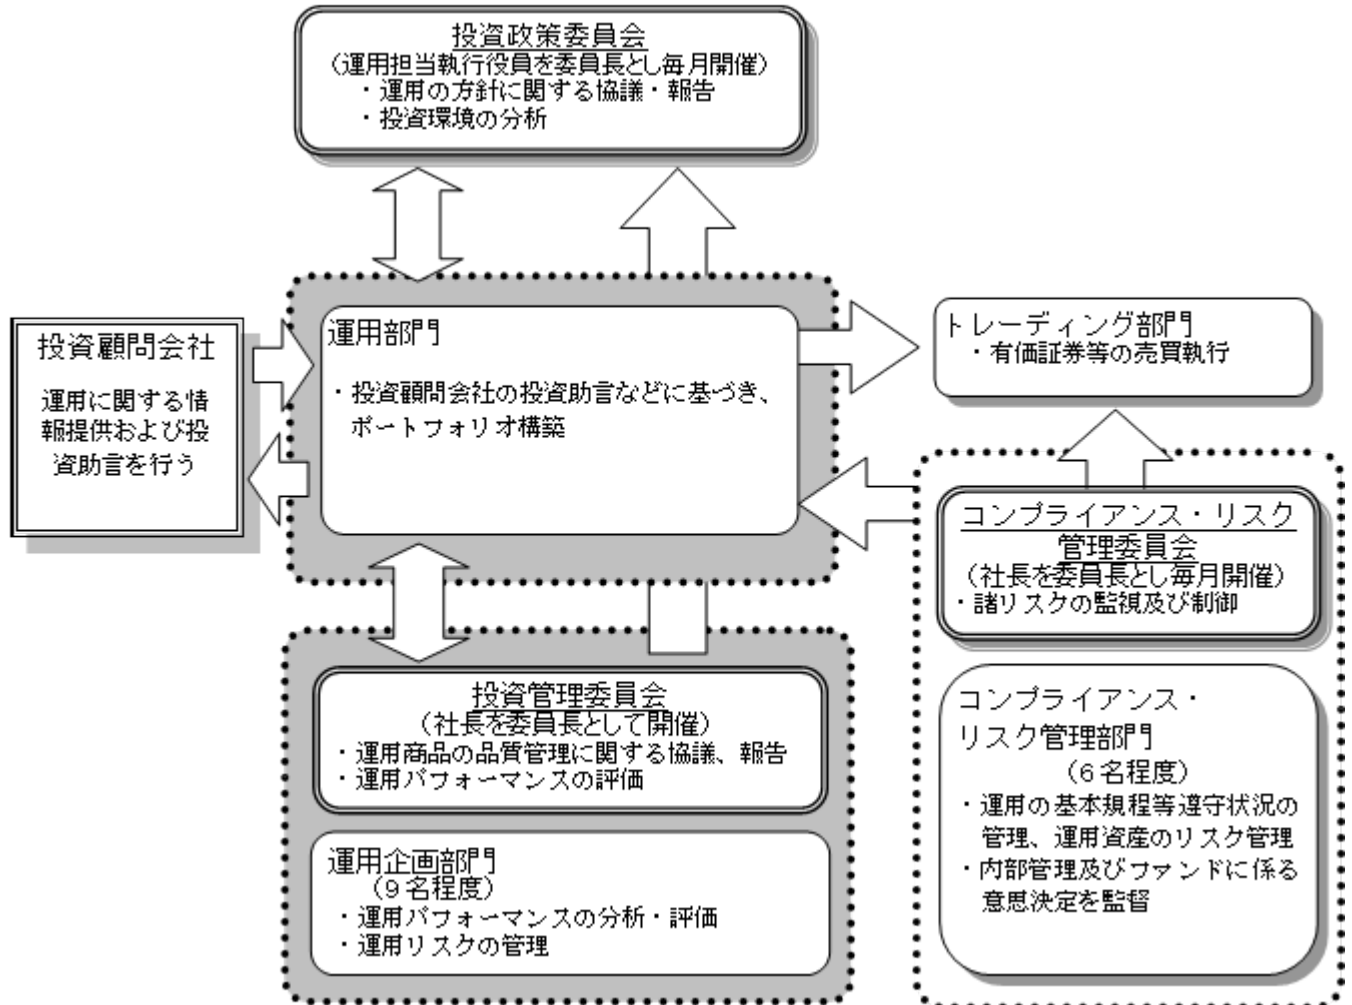 投資政策委員会
(運用担当執行役員を委員長とし毎月開催)
・運用の方針に関する協議・報告
・投資環境の分析
投資顧問会社
運用に関する情
報提供および投
資助言を行う
運用部門
・投資顧問会社の投資助言などに基づき、
ポートフォリオ構築
トレーディング部門
・有価証券等の売買執行
コンプライアンス・リスク
管理委員会
(社長を委員長とし毎月開催)
・諸リスクの監視及び制御
投資管理委員会
(社長を委員長として開催)
・運用商品の品質管理に関する協議、報告
・運用パフォーマンスの評価
運用企画部門
(9名程度)
・運用パフォーマンスの分析・評価
・運用リスクの管理
コンプライアンス・
リスク管理部門
(6名程度)
・運用の基本規程等遵守状況の
管理、運用資産のリスク管理
・内部管理及びファンドに係る
意思決定を監督